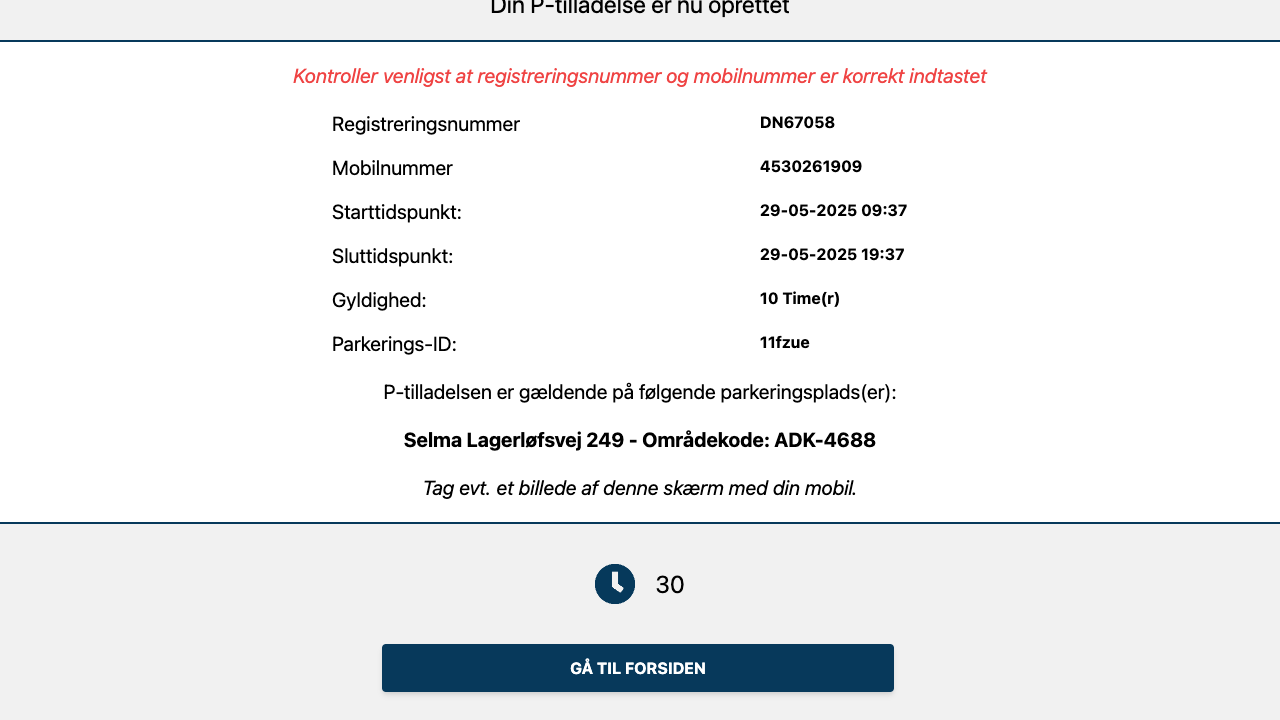 Din P-tilladelse er nu oprettet
Kontroller venligst at registreringsnummer og mobilnummer er korrekt indtastet
Registreringsnummer DN67058
Mobilnummer 4530261909
Starttidspunkt: 29-05-2025 09:37
Sluttidspunkt: 29-05-2025 19:37
Gyldighed: 10 Time(r)
Parkerings-ID: 11fzue
P-tilladelsen er gældende på følgende parkeringsplads(er):
Selma Lagerløfsvej 249 - Områdekode: ADK-4688
Tag evt. et billede af denne skærm med din mobil.
30
GÅ TIL FORSIDEN